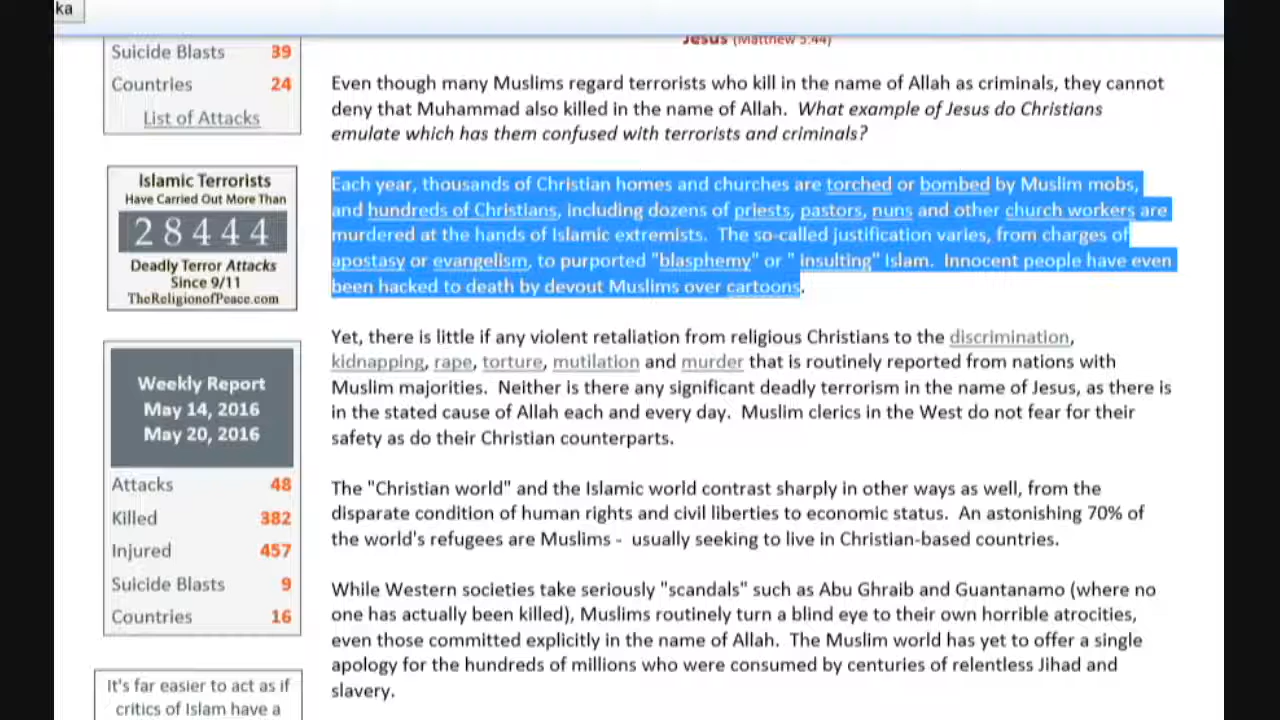 ka
Suicide Blasts 39
Countries 24
List of Attacks
Islamic Terrorists
Have Carried Out More Than
28444
Deadly Terror Attacks
Since 9/11
TheReligionofPeace.com
Weekly Report
May 14, 2016
May 20, 2016
Attacks 48
Killed 382
Injured 457
Suicide Blasts 9
Countries 16
It's far easier to act as if
critics of Islam have a
Jesus (Matthew 5:44)
Even though many Muslims regard terrorists who kill in the name of Allah as criminals, they cannot
deny that Muhammad also killed in the name of Allah. What example of Jesus do Christians
emulate which has them confused with terrorists and criminals?
Each year, thousands of Christian homes and churches are torched or bombed by Muslim mobs,
and hundreds of Christians, including dozens of priests, pastors, nuns and other church workers are
murdered at the hands of Islamic extremists. The so-called justification varies, from charges of
apostasy or evangelism, to purported "blasphemy" or " insulting" Islam. Innocent people have even
been hacked to death by devout Muslims over cartoons.
Yet, there is little if any violent retaliation from religious Christians to the discrimination,
kidnapping, rape, torture, mutilation and murder that is routinely reported from nations with
Muslim majorities. Neither is there any significant deadly terrorism in the name of Jesus, as there is
in the stated cause of Allah each and every day. Muslim clerics in the West do not fear for their
safety as do their Christian counterparts.
The "Christian world" and the Islamic world contrast sharply in other ways as well, from the
disparate condition of human rights and civil liberties to economic status. An astonishing 70% of
the world's refugees are Muslims - usually seeking to live in Christian-based countries.
While Western societies take seriously "scandals" such as Abu Ghraib and Guantanamo (where no
one has actually been killed), Muslims routinely turn a blind eye to their own horrible atrocities,
even those committed explicitly in the name of Allah. The Muslim world has yet to offer a single
apology for the hundreds of millions who were consumed by centuries of relentless Jihad and
slavery.